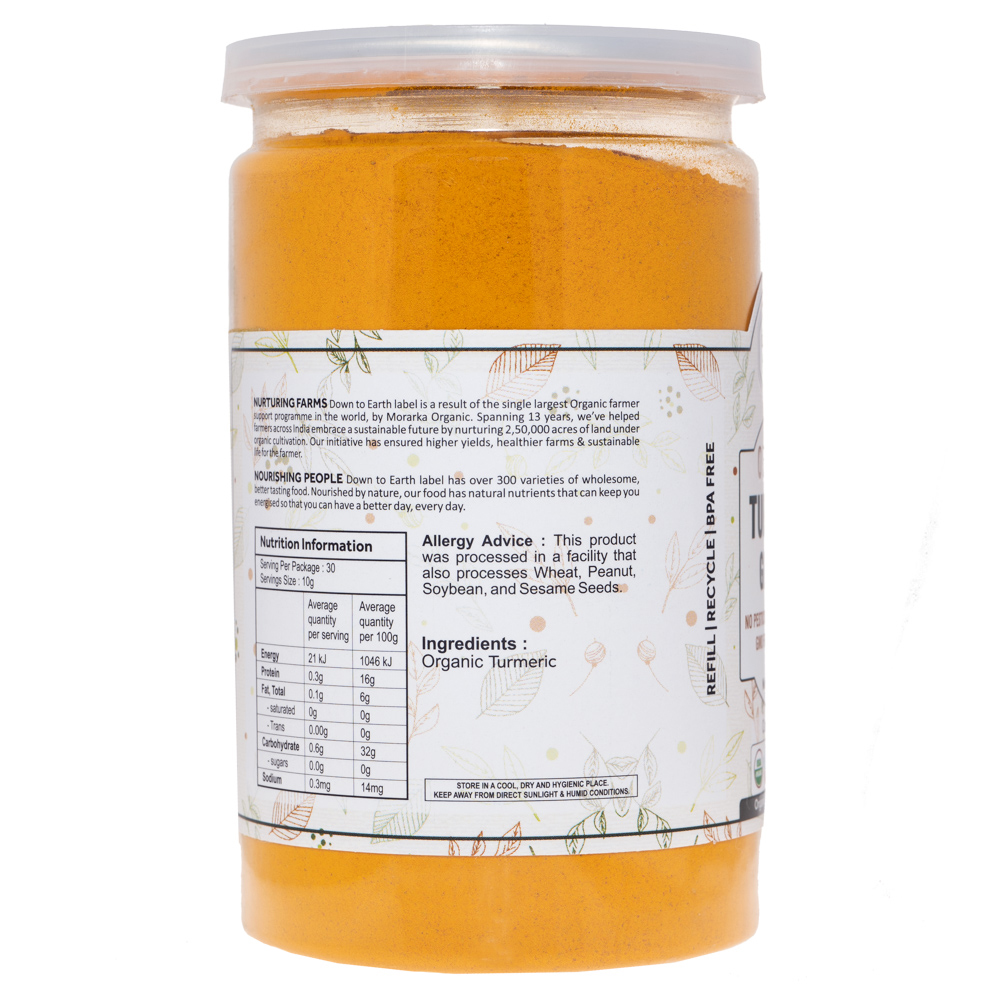 NURTURING FARMS Down to Earth label is a result of the single largest Organic farmer
support programme in the world, by Morarka Organic. Spanning 13 years, we've helped
farmers across India embrace a sustainable future by nurturing 2,50,000 acres of land under
organic cultivation. Our initiative has ensured higher yields, healthier farms & sustainable
life for the farmer.
NOURISHING PEOPLE Down to Earth label has over 300 varieties of wholesome,
better tasting food. Nourished by nature, our food has natural nutrients that can keep you
energised so that you can have a better day, every day.
Nutrition Information
Serving Per Package : 30
Servings Size : 10g
Average quantity per serving Average quantity per 100g
Energy 21 kJ 1046 kJ
Protein 0.3g 16g
Fat, Total 0.1g 6g
- saturated 0g 0g
- Trans 0.00g 0g
Carbohydrate 0.6g 32g
- sugars 0.0g 0g
Sodium 0.3mg 14mg
Allergy Advice : This product
was processed in a facility that
also processes Wheat, Peanut,
Soybean, and Sesame Seeds.
Ingredients :
Organic Turmeric
STORE IN A COOL, DRY AND HYGIENIC PLACE.
KEEP AWAY FROM DIRECT SUNLIGHT & HUMID CONDITIONS.
REFILL | RECYCLE | BPA FREE
TU
NO